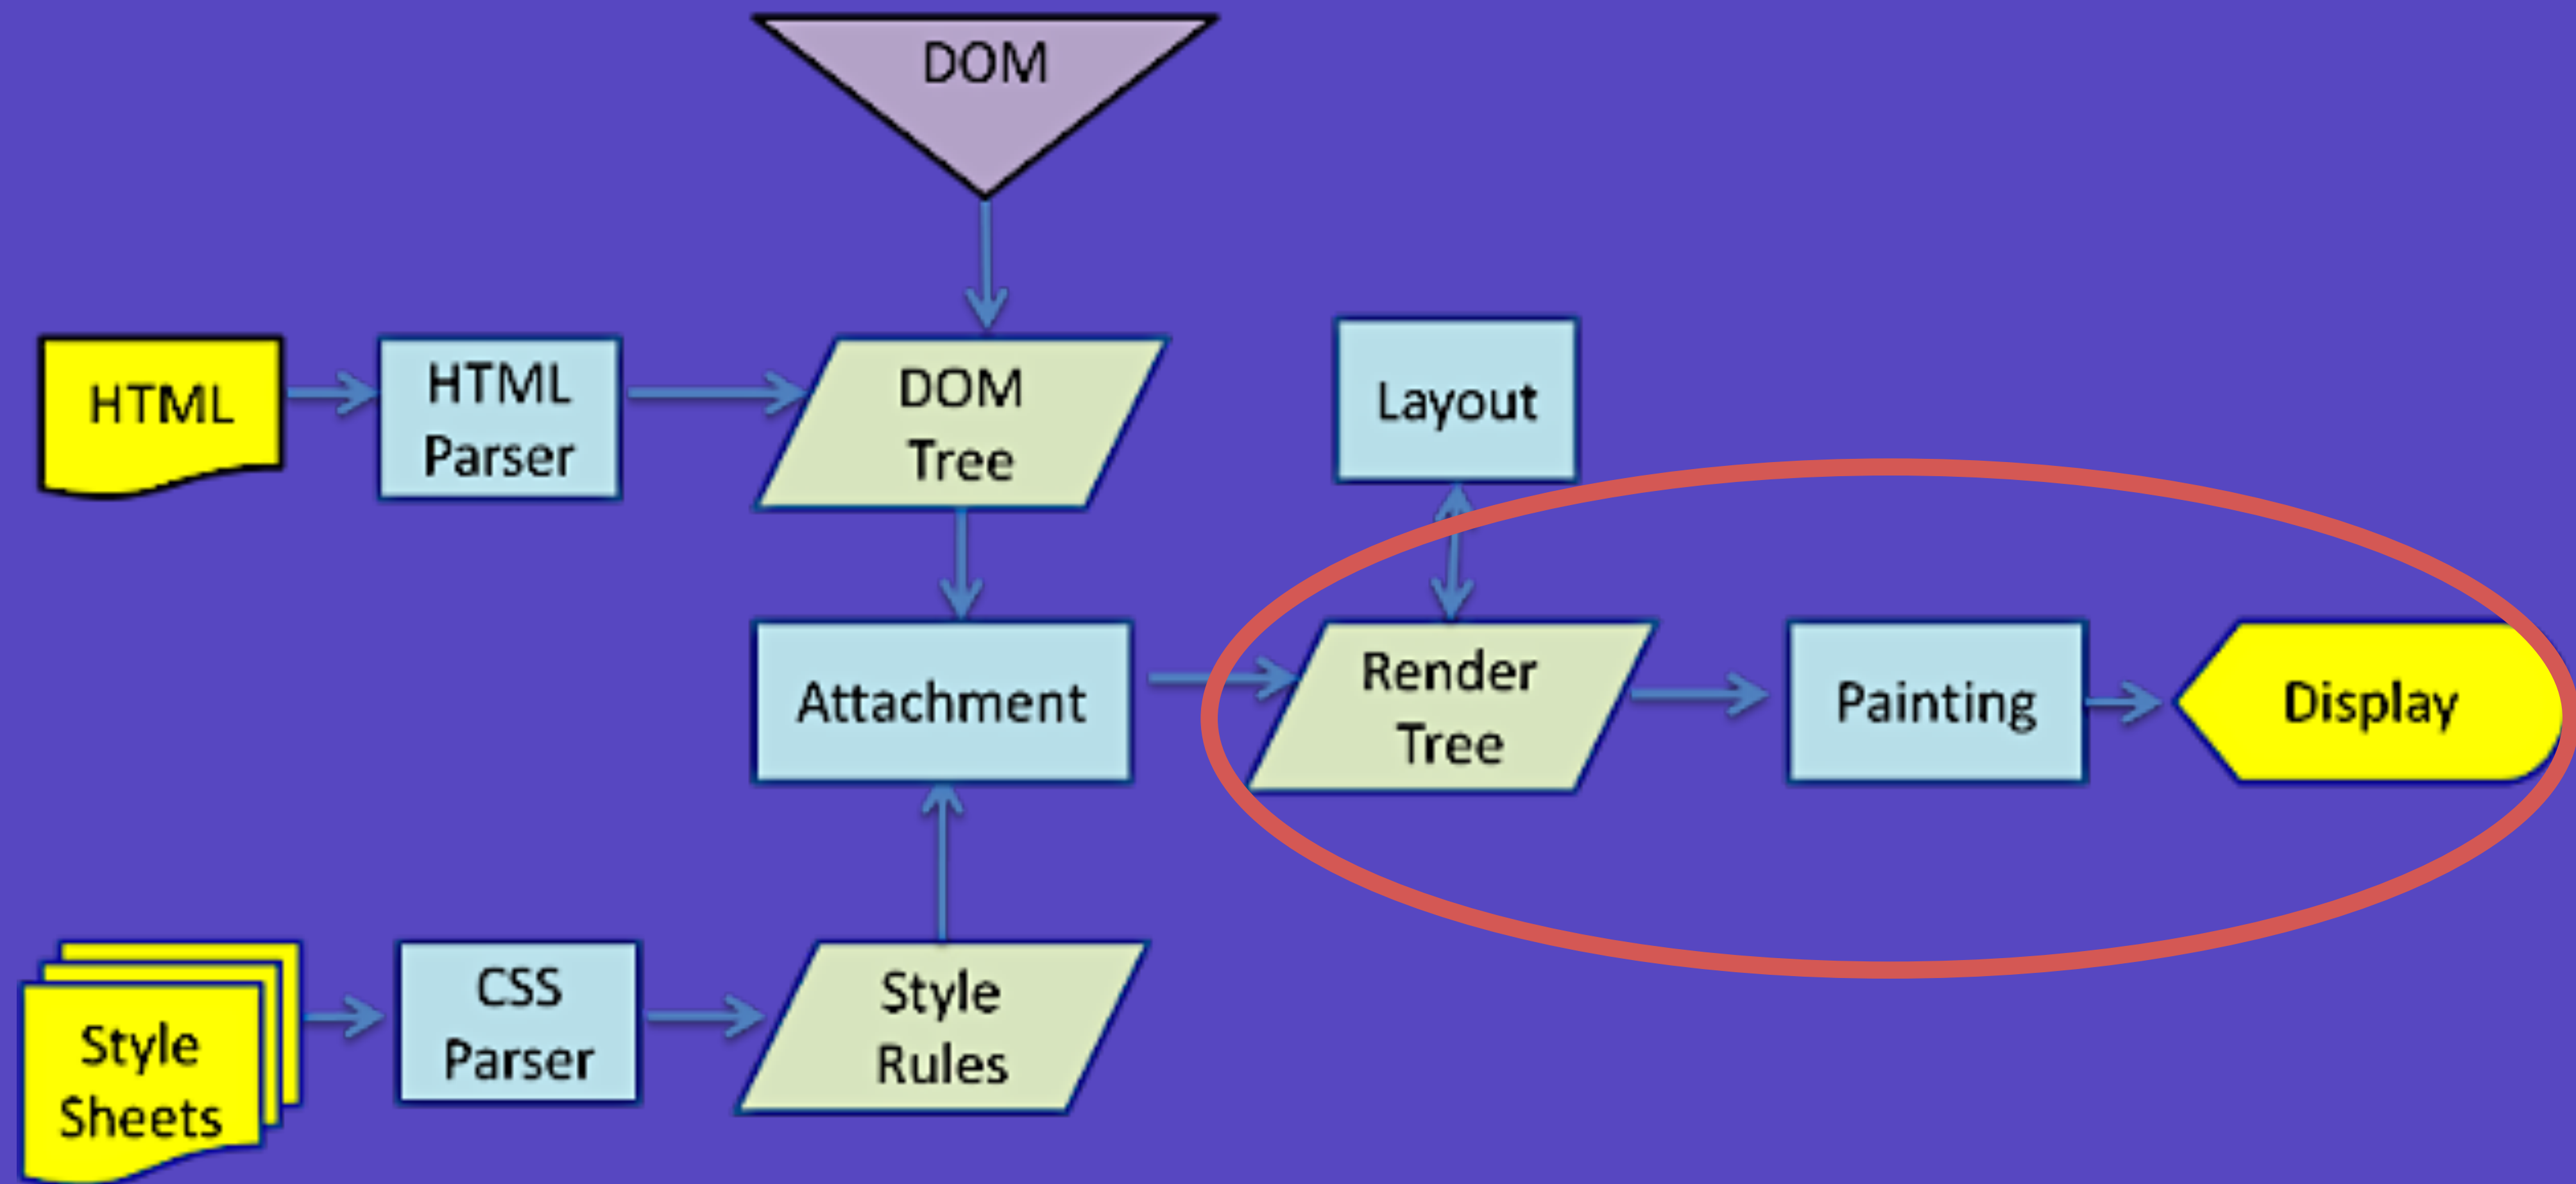 DOM
HTML
HTML
Parser
DOM
Tree
Layout
Attachment
Render
Tree
Painting
Display
Style
Sheets
CSS
Parser
Style
Rules